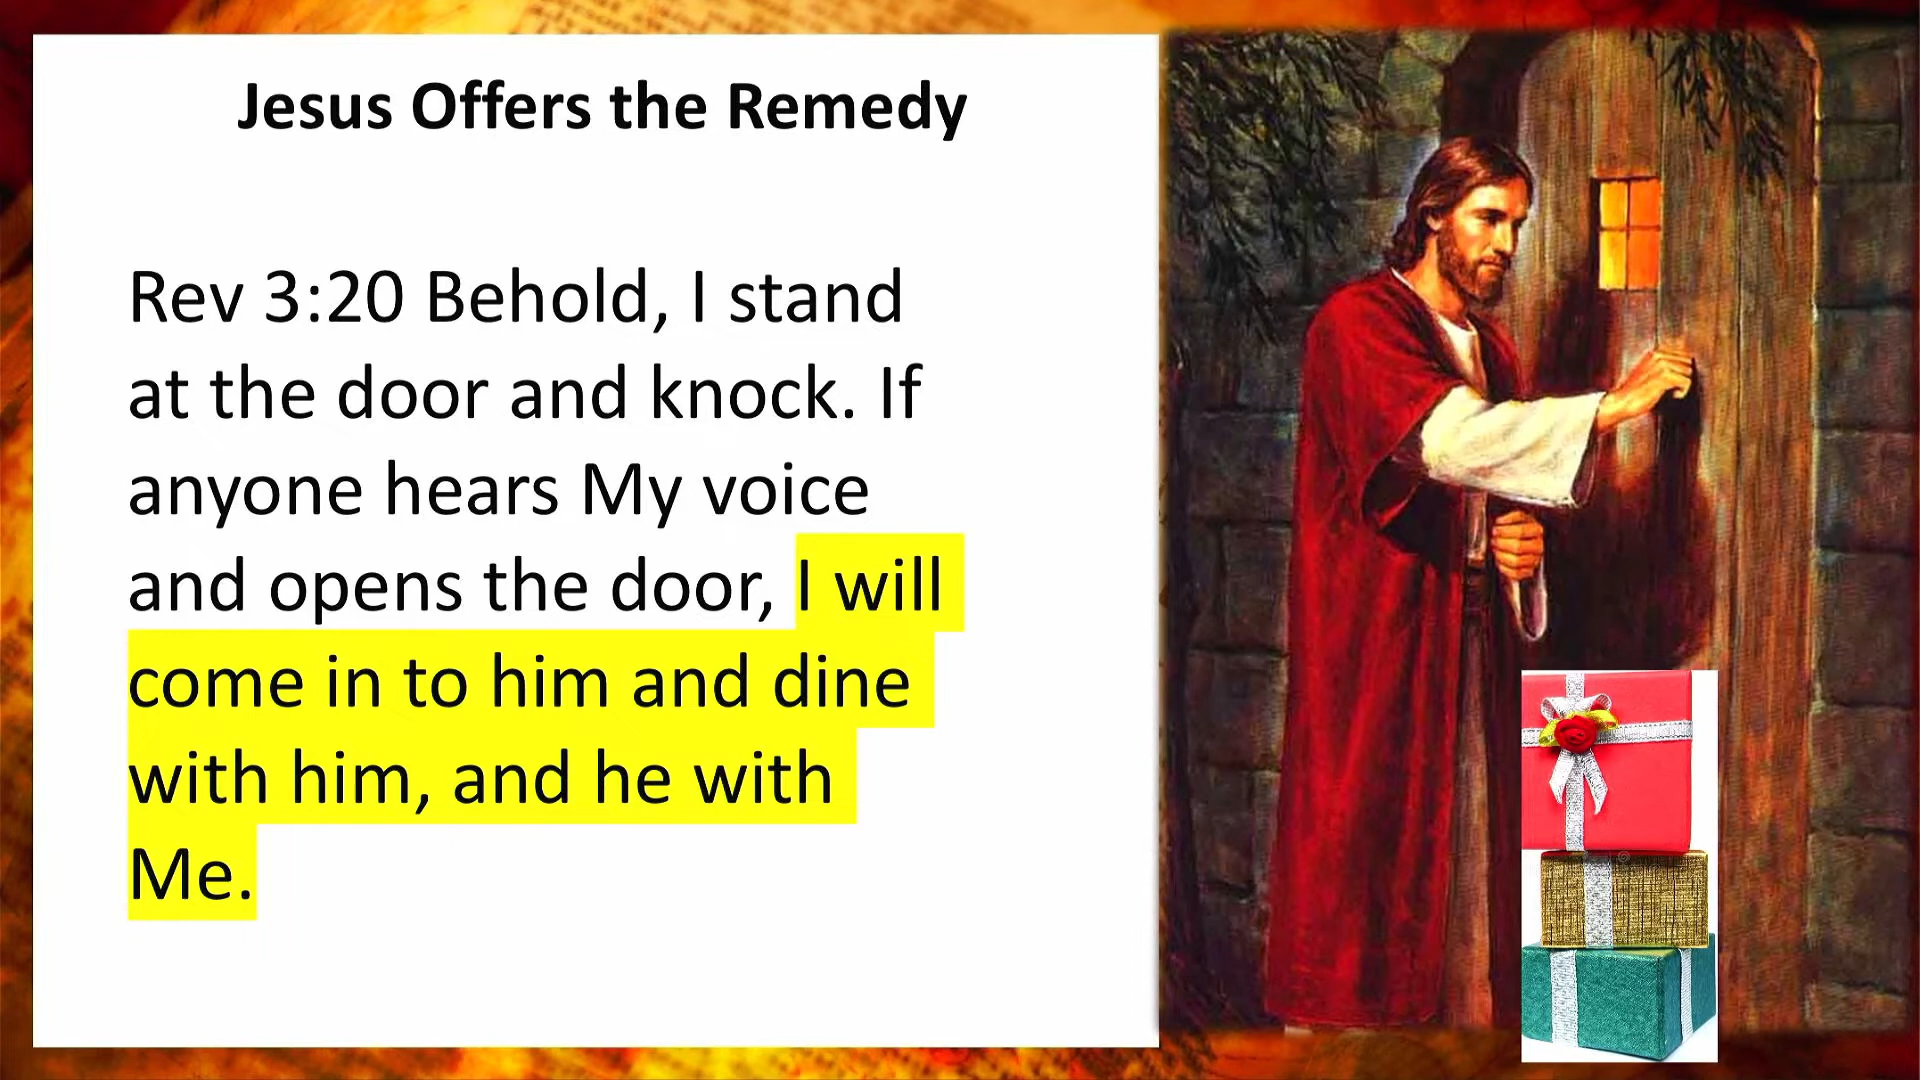 Jesus Offers the Remedy
Rev 3:20 Behold, I stand
at the door and knock. If
anyone hears My voice
and opens the door, I will
come in to him and dine
with him, and he with
Me.